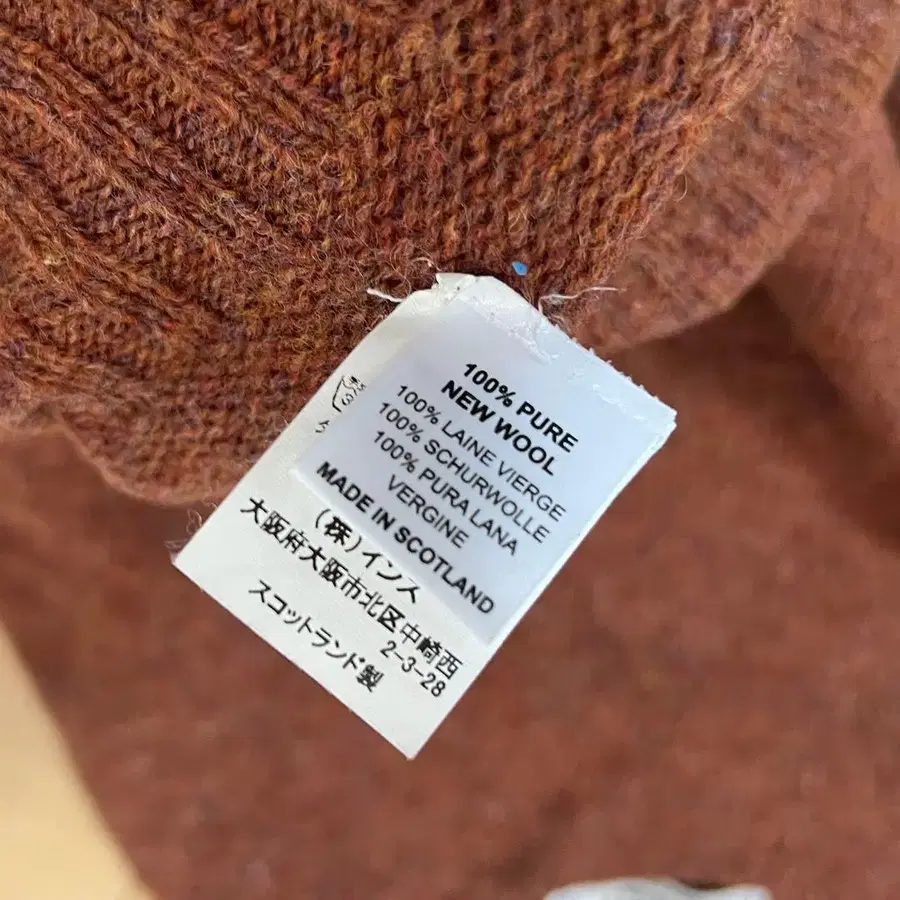 100% PURE
NEW WOOL
100% LAINE VIERGE
100% SCHURWOLLE
100% PURA LANA
VERGINE
MADE IN SCOTLAND
(株)インス
大阪府大阪市北区中崎西
2-3-28
スコットランド製